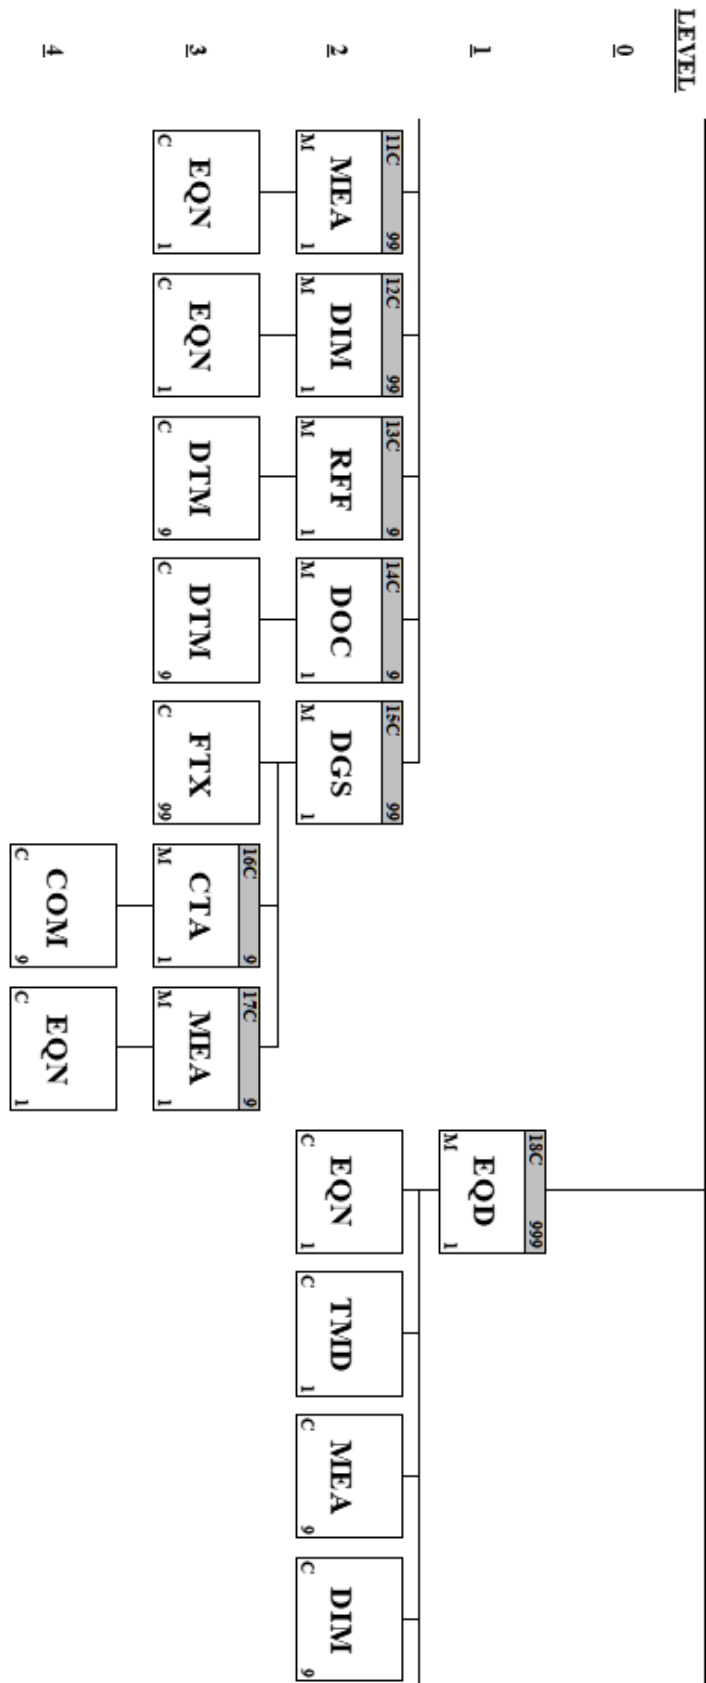 LEVEL
0
1
18C 999
EQD
M 1
2
11C 99
MEA
M 1
12C 99
DIM
M 1
13C 9
RFF
M 1
14C 9
DOC
M 1
15C 99
DGS
M 1
EQN
C 1
TMD
C 1
MEA
C 9
DIM
C 9
3
EQN
C 1
EQN
C 1
DTM
C 9
DTM
C 9
FTX
C 99
16C 9
CTA
M 1
17C 9
MEA
M 1
4
COM
C 9
EQN
C 1